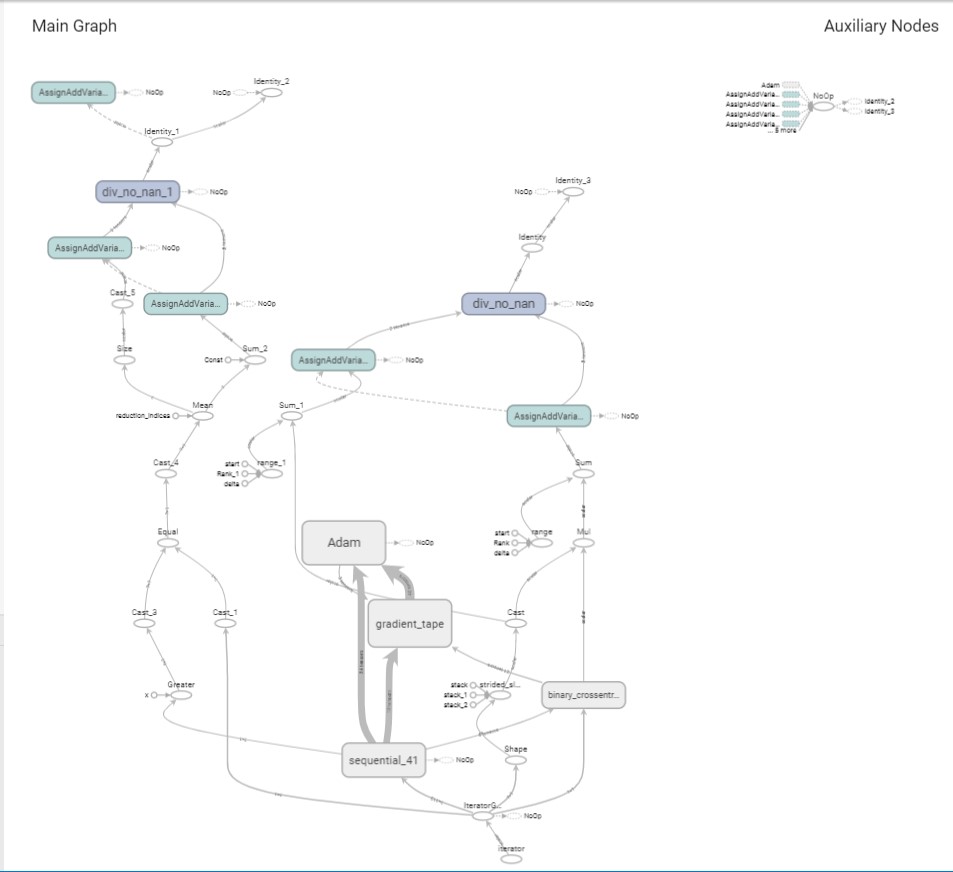 Main Graph
Auxiliary Nodes
Identity_2
AssignAddVaria...
NoOp
NoOp
Identity_1
Adam
AssignAddVaria...
AssignAddVaria...
AssignAddVaria...
AssignAddVaria...
... 8 more
NoOp
Identity_2
Identity_3
div_no_nan_1
NoOp
Identity_3
NoOp
AssignAddVaria...
NoOp
Identity
Cast_5
AssignAddVaria...
NoOp
div_no_nan
NoOp
Size
Const
Sum_2
AssignAddVaria...
NoOp
reduction_indices
Mean
Sum_1
AssignAddVaria...
NoOp
Cast_4
start
Rank_1
delta
range_1
Sum
Equal
Adam
NoOp
start
Rank
delta
range
Mul
Cast_3
Cast_1
gradient_tape
Cast
x
Greater
stack
stack_1
stack_2
strided_sl...
binary_crossentr...
sequential_41
NoOp
Shape
IteratorG...
NoOp
iterator